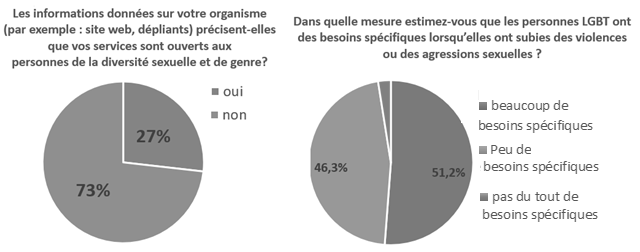 Les informations données sur votre organisme
(par exemple : site web, dépliants) précisent-elles
que vos services sont ouverts aux
personnes de la diversité sexuelle et de genre?
oui
non
27%
73%
Dans quelle mesure estimez-vous que les personnes LGBT ont
des besoins spécifiques lorsqu'elles ont subies des violences
ou des agressions sexuelles ?
beaucoup de
besoins spécifiques
Peu de
besoins spécifiques
pas du tout de
besoins spécifiques
46,3%
51,2%